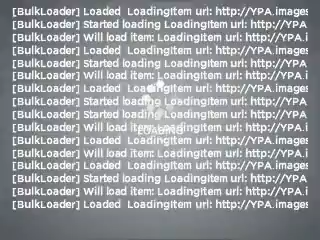 [BulkLoader] Loaded  LoadingItem url: http://YPA.images
[BulkLoader] Started loading LoadingItem url: http://YPA
[BulkLoader] Will load item: LoadingItem url: http://YPA.i
[BulkLoader] Loaded  LoadingItem url: http://YPA.images
[BulkLoader] Started loading LoadingItem url: http://YPA
[BulkLoader] Will load item: LoadingItem url: http://YPA.i
[BulkLoader] Loaded  LoadingItem url: http://YPA.images
[BulkLoader] Started loading LoadingItem url: http://YPA
[BulkLoader] Started loading LoadingItem url: http://YPA
[BulkLoader] Will load item: LoadingItem url: http://YPA.i
LOADING
[BulkLoader] Loaded  LoadingItem url: http://YPA.images
[BulkLoader] Will load item: LoadingItem url: http://YPA.i
[BulkLoader] Loaded  LoadingItem url: http://YPA.images
[BulkLoader] Started loading LoadingItem url: http://YPA
[BulkLoader] Will load item: LoadingItem url: http://YPA.i
[BulkLoader] Loaded  LoadingItem url: http://YPA.images